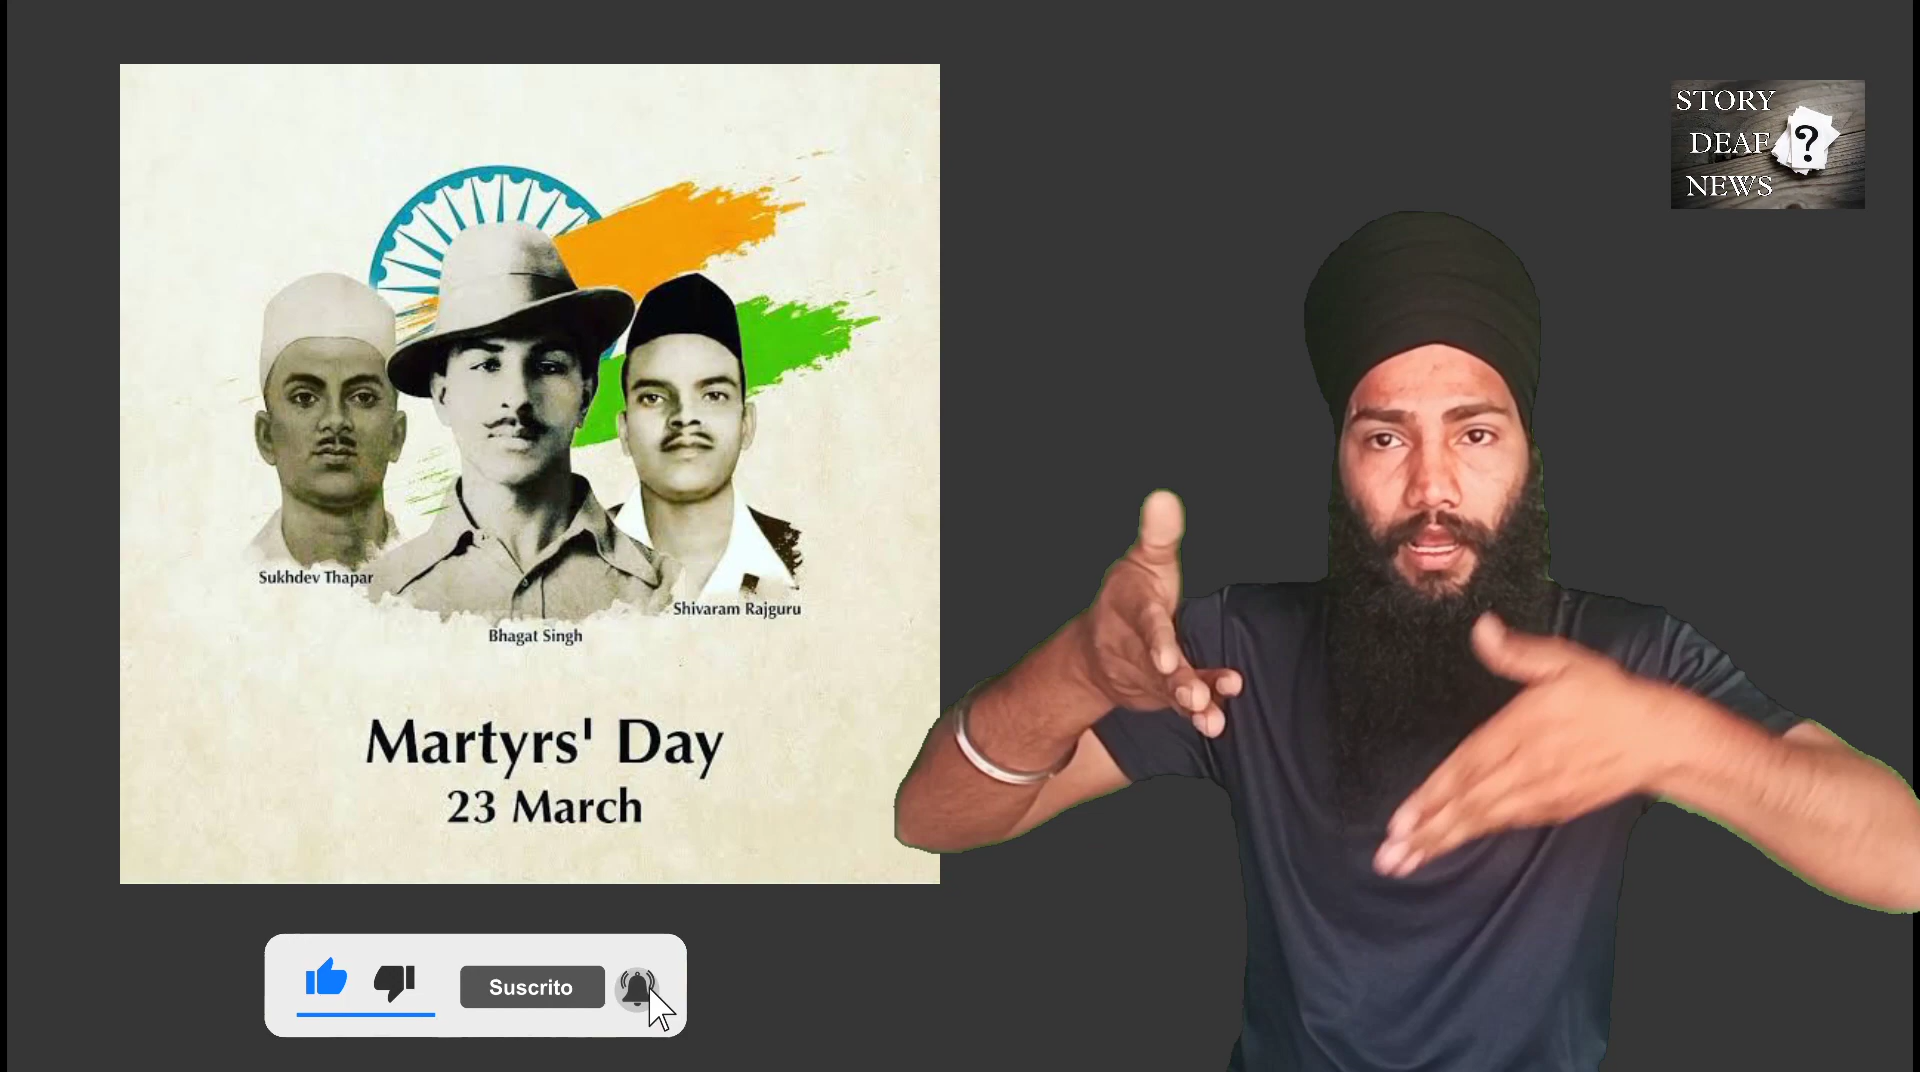 STORY
DEAF
NEWS
?
Sukhdev Thapar
Shivaram Rajguru
Bhagat Singh
Martyrs' Day
23 March
Suscrito